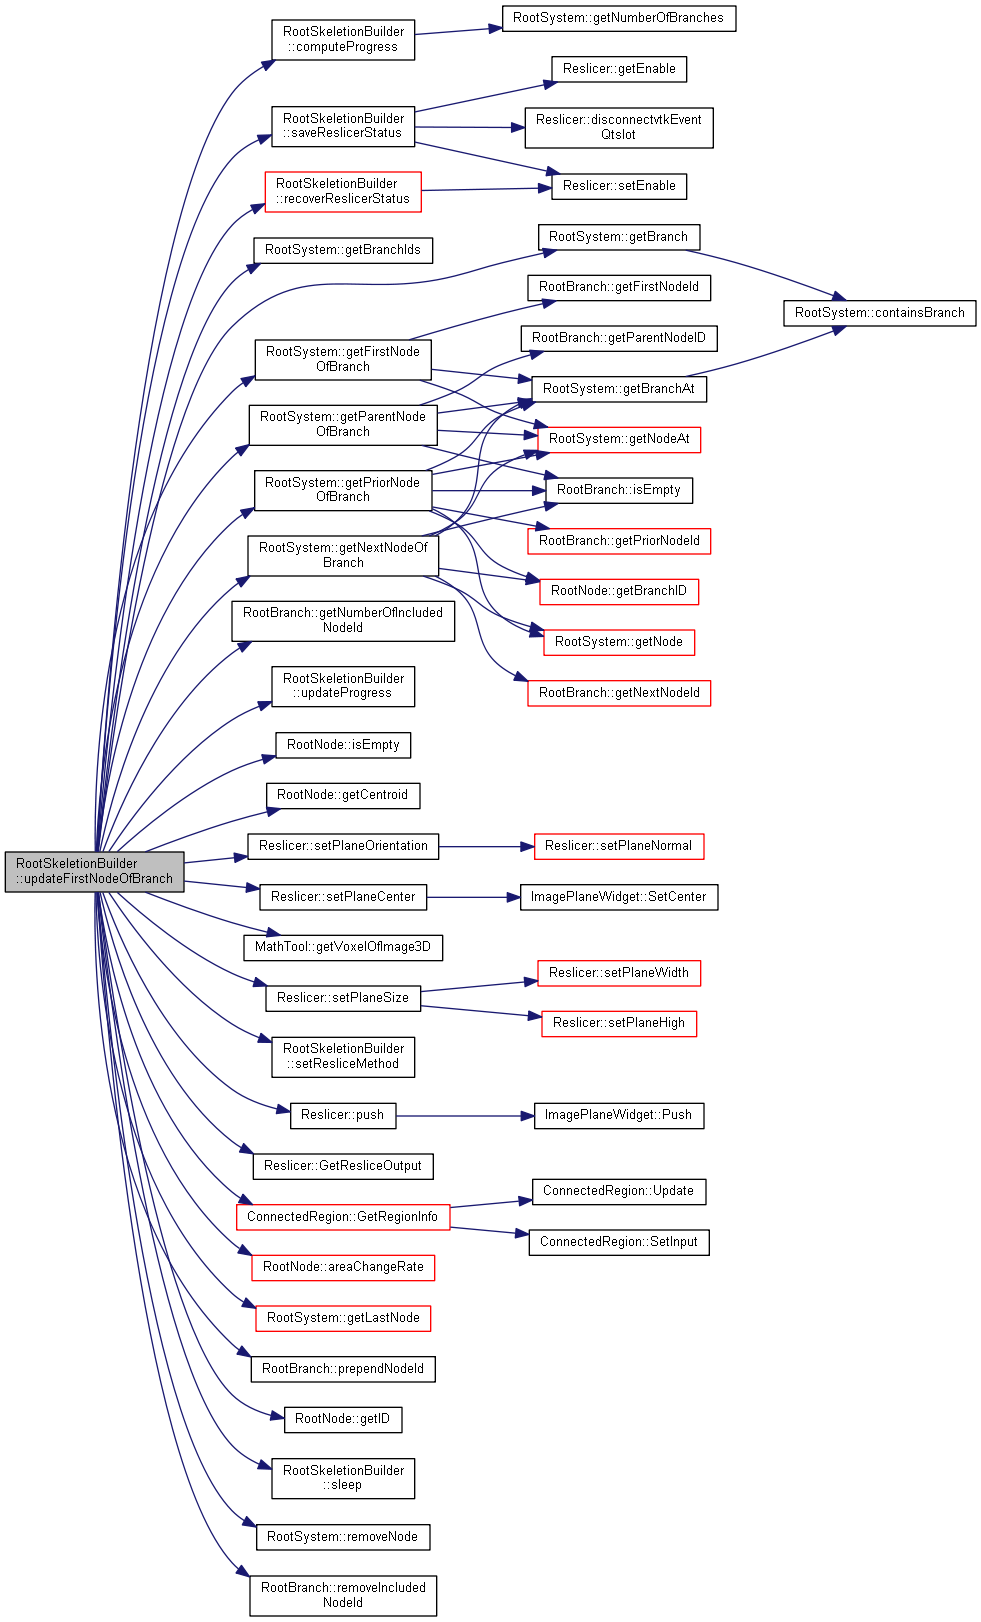 RootSkeletionBuilder
::updateFirstNodeOfBranch
RootSkeletionBuilder
::computeProgress
RootSystem::getNumberOfBranches
RootSkeletionBuilder
::saveReslicerStatus
Reslicer::getEnable
Reslicer::disconnectvtkEvent
Qtslot
Reslicer::setEnable
RootSkeletionBuilder
::recoverReslicerStatus
RootSystem::getBranchIds
RootSystem::getBranch
RootSystem::containsBranch
RootSystem::getFirstNode
OfBranch
RootBranch::getFirstNodeId
RootBranch::getParentNodeID
RootSystem::getBranchAt
RootSystem::getParentNode
OfBranch
RootSystem::getNodeAt
RootSystem::getPriorNode
OfBranch
RootBranch::isEmpty
RootBranch::getPriorNodeId
RootSystem::getNextNodeOf
Branch
RootNode::getBranchID
RootSystem::getNode
RootBranch::getNextNodeId
RootBranch::getNumberOfIncluded
NodeId
RootSkeletionBuilder
::updateProgress
RootNode::isEmpty
RootNode::getCentroid
Reslicer::setPlaneOrientation
Reslicer::setPlaneNormal
Reslicer::setPlaneCenter
ImagePlaneWidget::SetCenter
MathTool::getVoxelOfImage3D
Reslicer::setPlaneSize
Reslicer::setPlaneWidth
Reslicer::setPlaneHigh
RootSkeletionBuilder
::setResliceMethod
Reslicer::push
ImagePlaneWidget::Push
Reslicer::GetResliceOutput
ConnectedRegion::GetRegionInfo
ConnectedRegion::Update
ConnectedRegion::SetInput
RootNode::areaChangeRate
RootSystem::getLastNode
RootBranch::prependNodeId
RootNode::getID
RootSkeletionBuilder
::sleep
RootSystem::removeNode
RootBranch::removeIncluded
NodeId